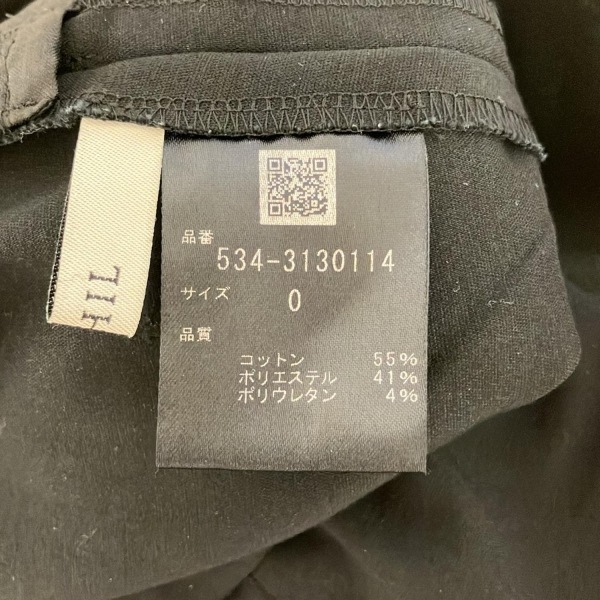 品番
534-3130114
サイズ 0
品質
コットン 55%
ポリエステル 41%
ポリウレタン 4%